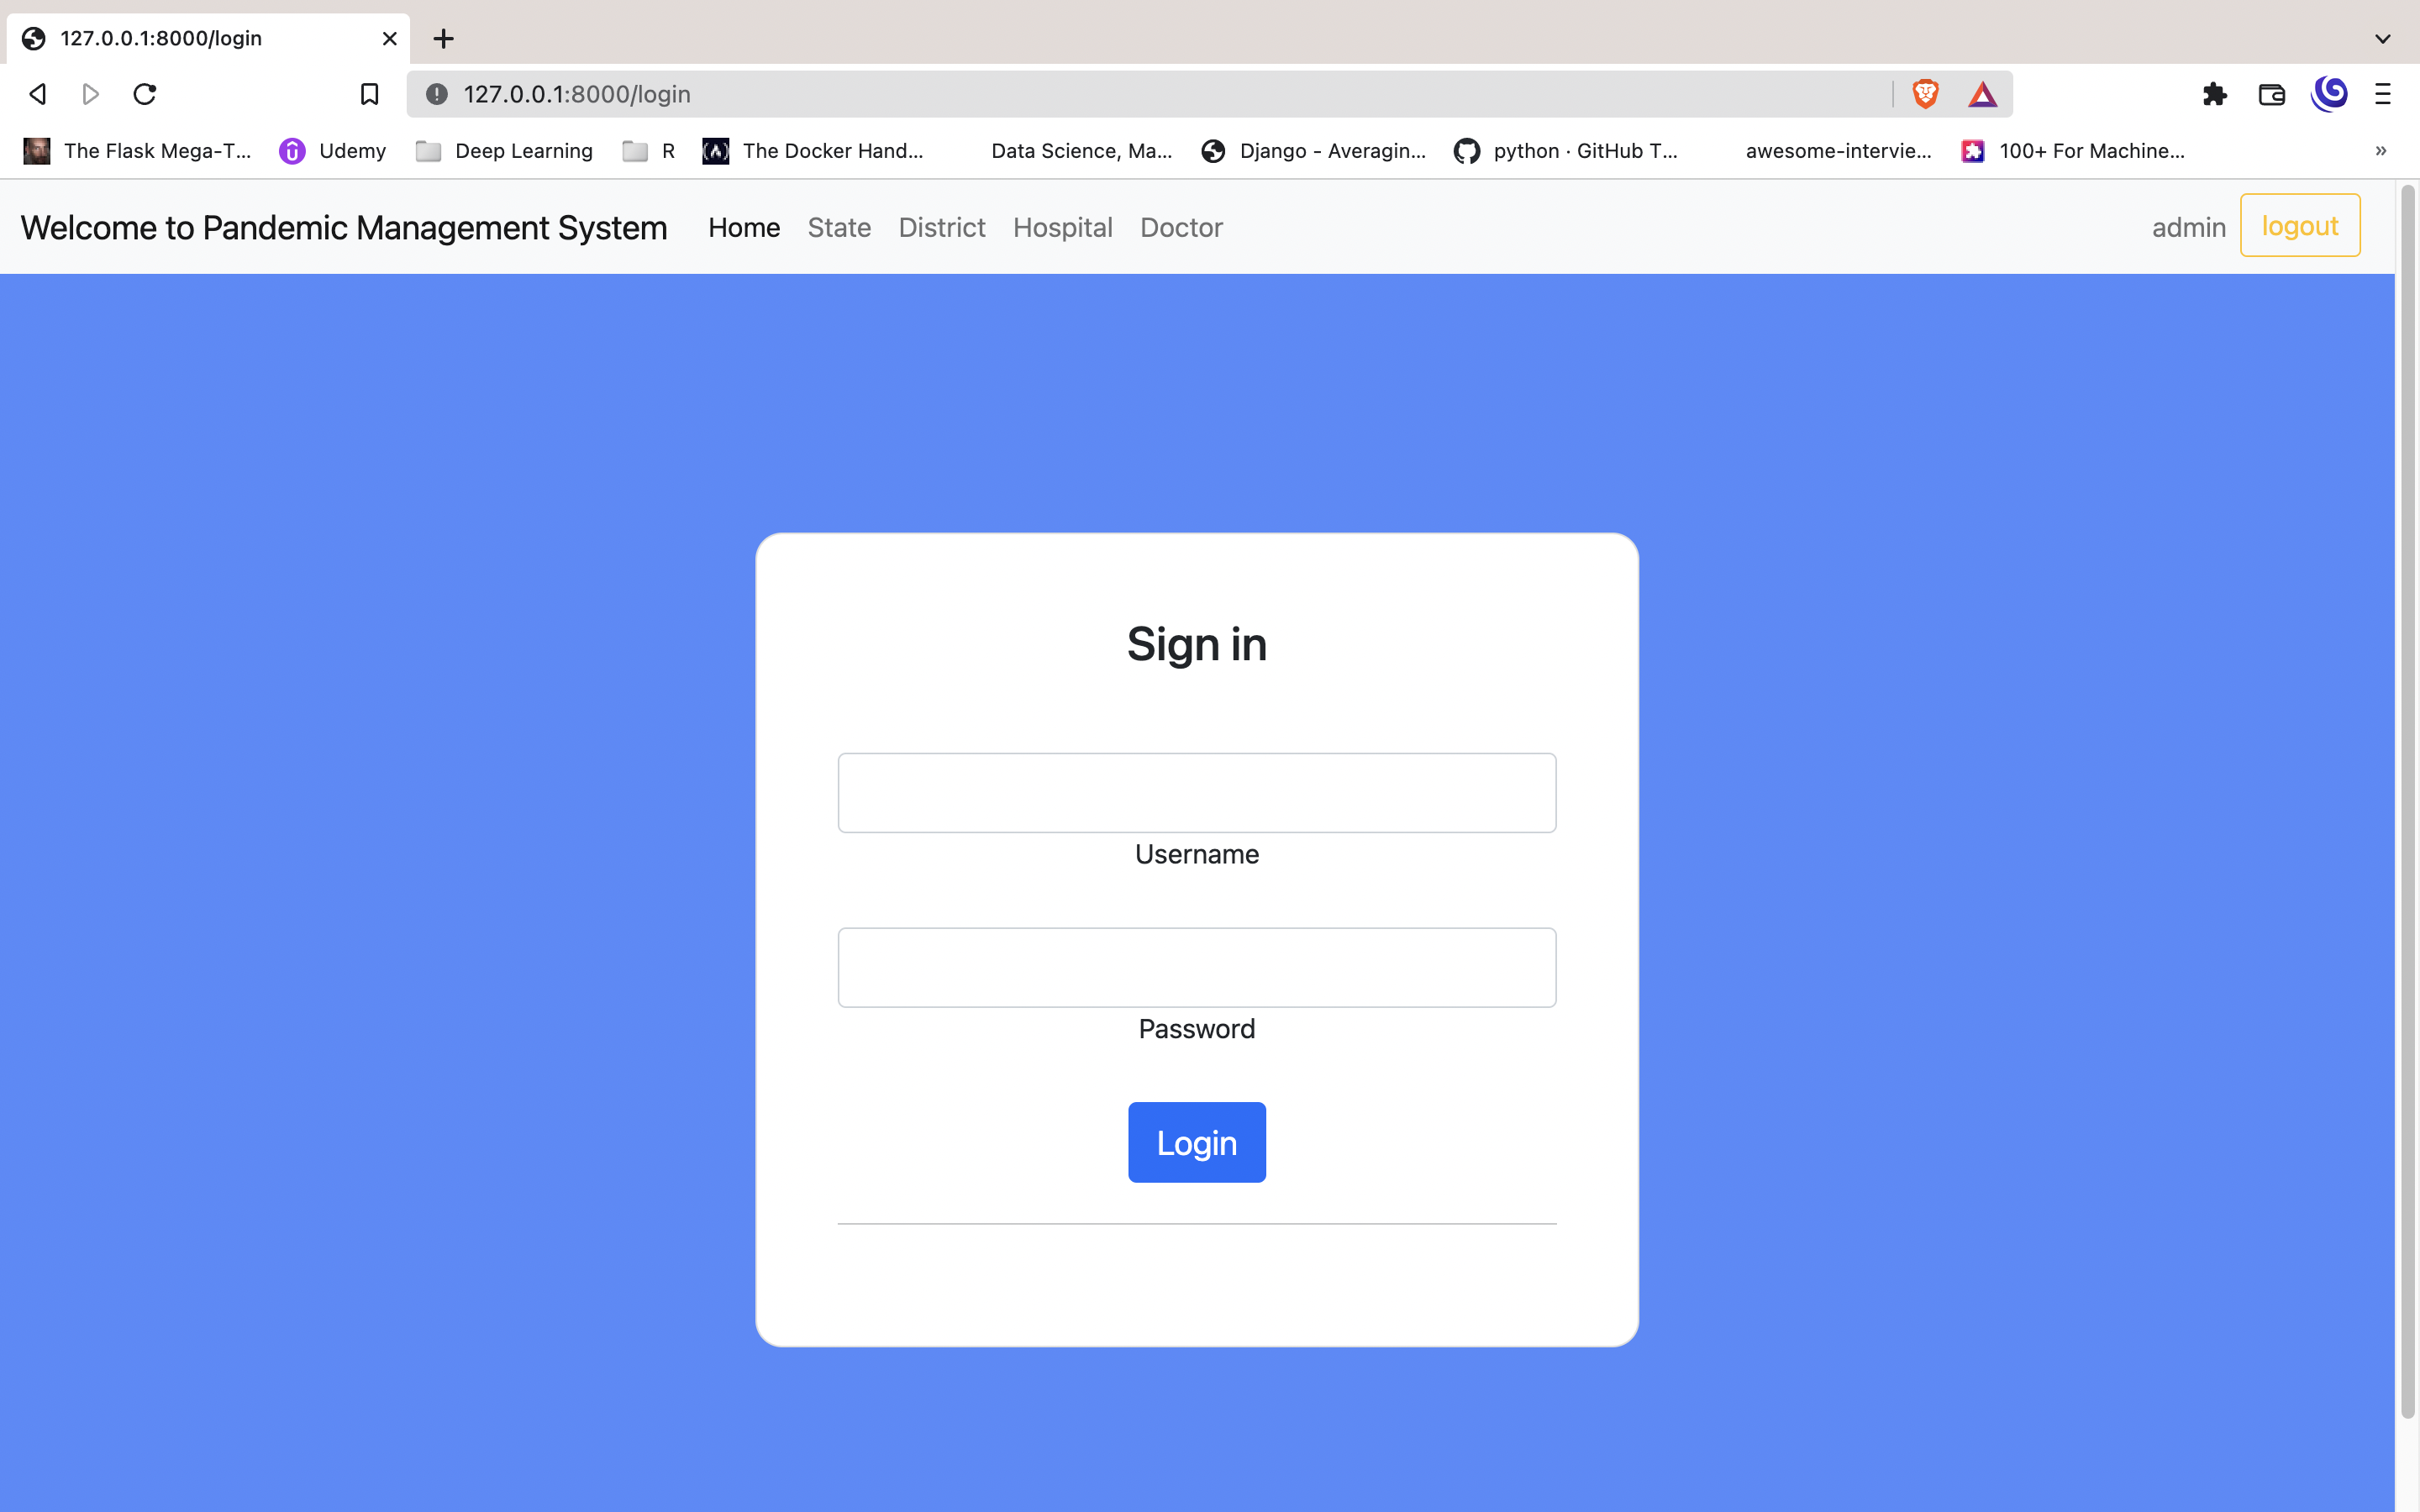 127.0.0.1:8000/login
127.0.0.1:8000/login
The Flask Mega-T... Udemy Deep Learning R The Docker Hand... Data Science, Ma... Django - Averagin... python · GitHub T... awesome-intervie... 100+ For Machine... »
Welcome to Pandemic Management System Home State District Hospital Doctor admin logout
Sign in
Username
Password
Login